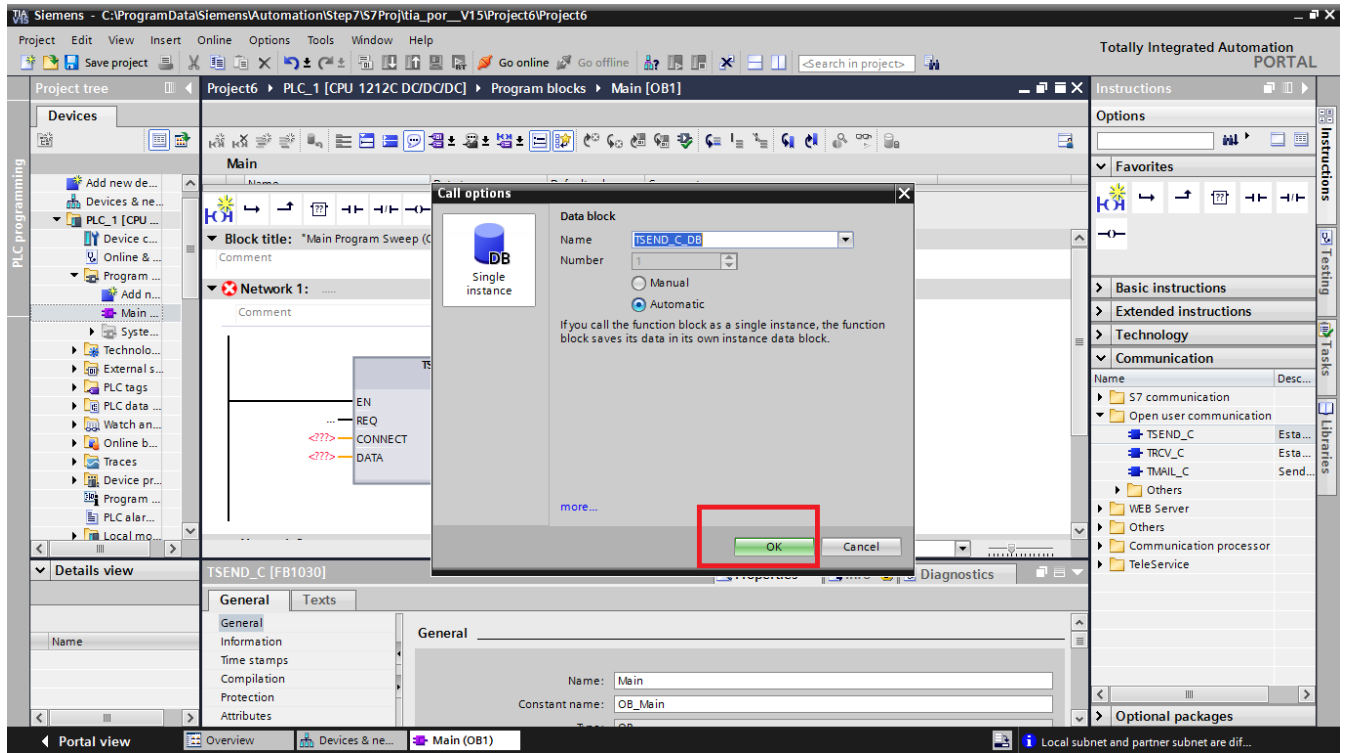 Siemens - C:\ProgramData\Siemens\Automation\Step7\S7Proj\tia_por__V15\Project6\Project6
Project Edit View Insert Online Options Tools Window Help
Totally Integrated Automation
PORTAL
Save project
Go online
Go offline
<Search in project>
Project tree
Project6 PLC_1 [CPU 1212C DC/DC/DC] Program blocks Main [OB1]
Instructions
Devices
Options
Main
Favorites
Add new de...
Devices & ne...
PLC_1 [CPU ...
Device c...
Online & ...
Program ...
Add n...
Main ...
Syste...
Technolo...
External s...
PLC tags
PLC data ...
Watch an...
Online b...
Traces
Device pr...
Program ...
PLC alar...
Local mo...
PLC programming
Block title: "Main Program Sweep (C
Comment
Network 1: .....
Comment
TS
EN
... REQ
<???> CONNECT
<???> DATA
Call options
DB
Single
instance
Data block
Name TSEND_C_DB
Number 1
Manual
Automatic
If you call the function block as a single instance, the function
block saves its data in its own instance data block.
more...
OK Cancel
Basic instructions
Extended instructions
Technology
Communication
Name Desc...
S7 communication
Open user communication
TSEND_C Esta...
TRCV_C Esta...
TMAIL_C Send...
Others
WEB Server
Others
Communication processor
TeleService
Optional packages
Instructions
Testing
Tasks
Libraries
Details view
Name
TSEND_C [FB1030]
Properties Info Diagnostics
General Texts
General
Information
Time stamps
Compilation
Protection
Attributes
General
Name: Main
Constant name: OB_Main
Portal view
Overview
Devices & ne...
Main (OB1)
Local subnet and partner subnet are dif...